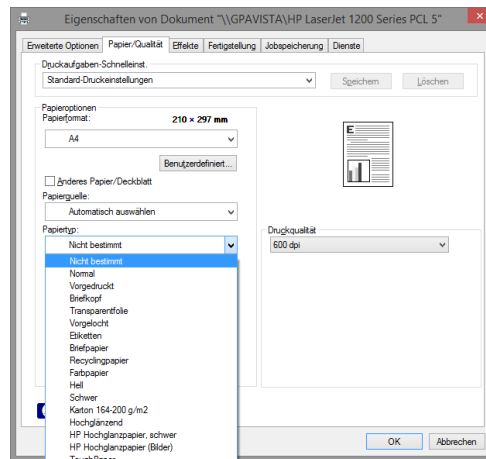 Eigenschaften von Dokument "\\GPAVISTA\HP LaserJet 1200 Series PCL 5"
Erweiterte Optionen Papier/Qualität Effekte Fertigstellung Jobspeicherung Dienste
Druckaufgaben-Schnelleinst.
Standard-Druckeinstellungen
Speichern
Löschen
Papieroptionen
Papierformat: 210 × 297 mm
A4
Benutzerdefiniert...
Anderes Papier/Deckblatt
Papierquelle:
Automatisch auswählen
Papiertyp:
Nicht bestimmt
Nicht bestimmt
Normal
Vorgedruckt
Briefkopf
Transparentfolie
Vorgelocht
Etiketten
Briefpapier
Recyclingpapier
Farbpapier
Hell
Schwer
Karton 164-200 g/m2
Hochglänzend
HP Hochglanzpapier, schwer
HP Hochglanzpapier (Bilder)
E
Druckqualität
600 dpi
OK Abbrechen